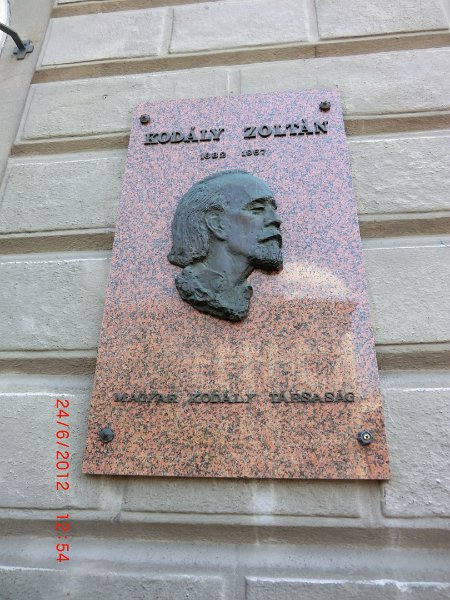 KODÁLY ZOLTÁN
1882 1967
MAGYAR KODÁLY TÁRSASÁG
24/6/2012 12:54